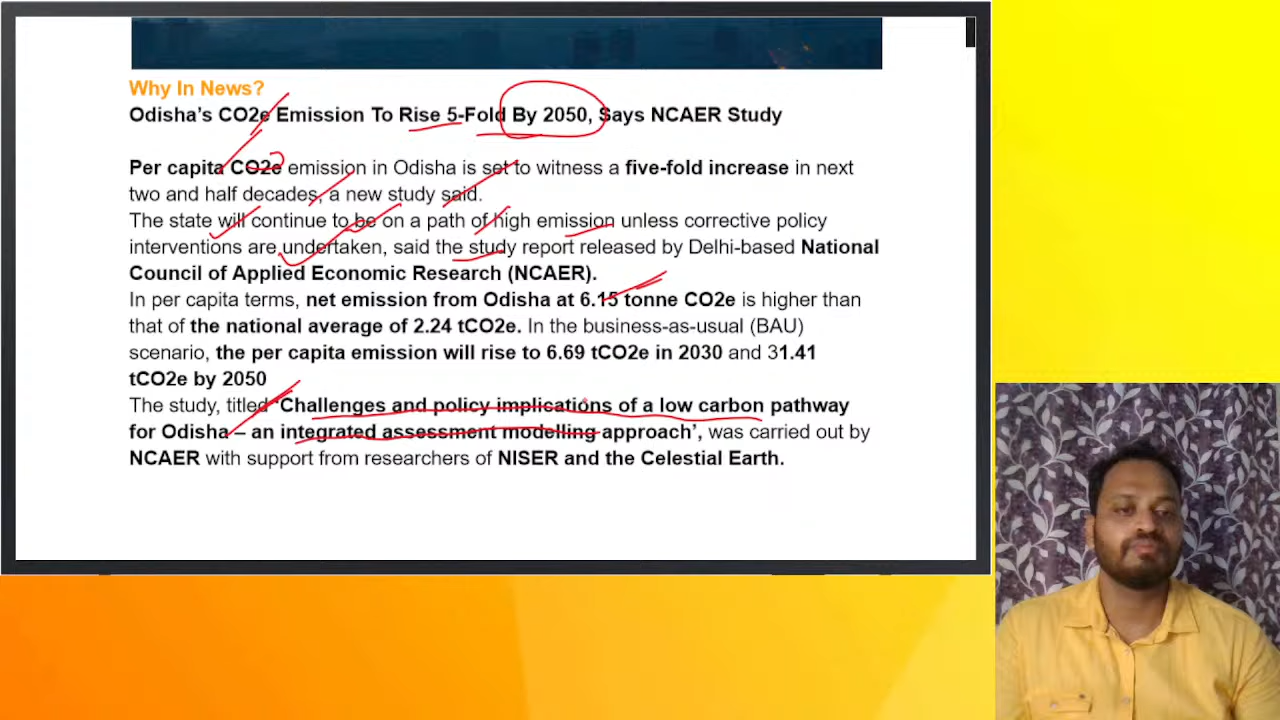 Why In News?
Odisha's CO2e Emission To Rise 5-Fold By 2050, Says NCAER Study
Per capita CO2e emission in Odisha is set to witness a five-fold increase in next
two and half decades, a new study said.
The state will continue to be on a path of high emission unless corrective policy
interventions are undertaken, said the study report released by Delhi-based National
Council of Applied Economic Research (NCAER).
In per capita terms, net emission from Odisha at 6.15 tonne CO2e is higher than
that of the national average of 2.24 tCO2e. In the business-as-usual (BAU)
scenario, the per capita emission will rise to 6.69 tCO2e in 2030 and 31.41
tCO2e by 2050
The study, titled 'Challenges and policy implications of a low carbon pathway
for Odisha – an integrated assessment modelling approach', was carried out by
NCAER with support from researchers of NISER and the Celestial Earth.